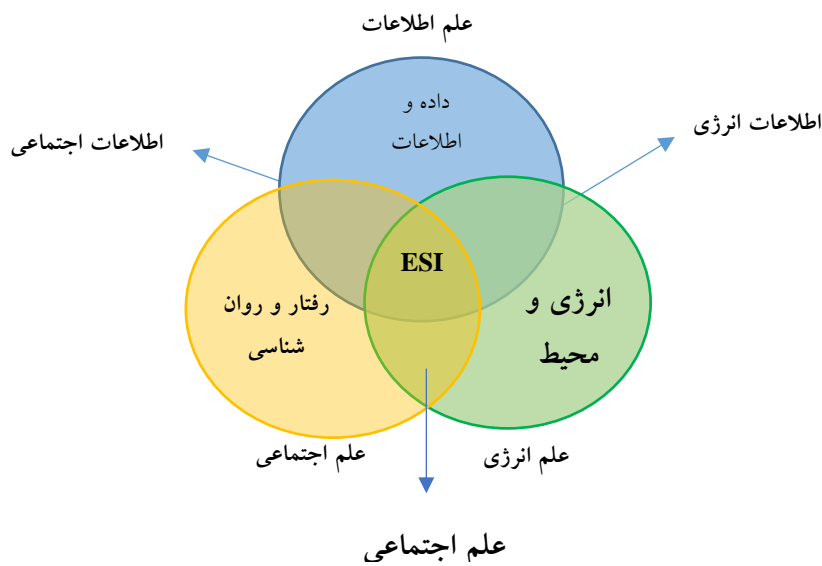 علم اطلاعات
داده و
اطلاعات
اطلاعات انرژی
اطلاعات اجتماعی
ESI
انرژی و
محیط
رفتار و روان
شناسی
علم انرژی
علم اجتماعی
علم اجتماعی